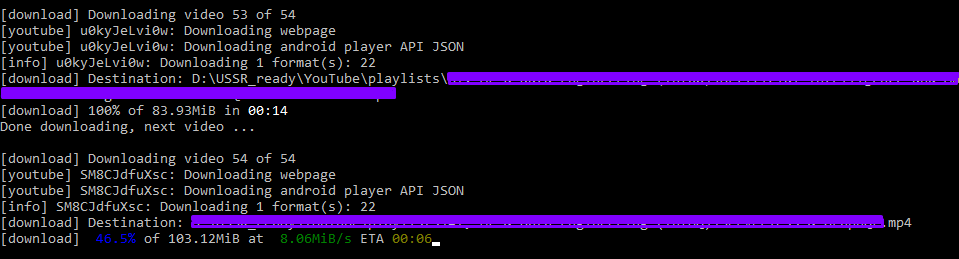 [download] Downloading video 53 of 54
[youtube] u0kyJeLvi0w: Downloading webpage
[youtube] u0kyJeLvi0w: Downloading android player API JSON
[info] u0kyJeLvi0w: Downloading 1 format(s): 22
[download] Destination: D:\USSR_ready\YouTube\playlists\
[download] 100% of 83.93MiB in 00:14
Done downloading, next video ...
[download] Downloading video 54 of 54
[youtube] SM8CJdfuXsc: Downloading webpage
[youtube] SM8CJdfuXsc: Downloading android player API JSON
[info] SM8CJdfuXsc: Downloading 1 format(s): 22
[download] Destination: .mp4
[download] 46.5% of 103.12MiB at 8.06MiB/s ETA 00:06